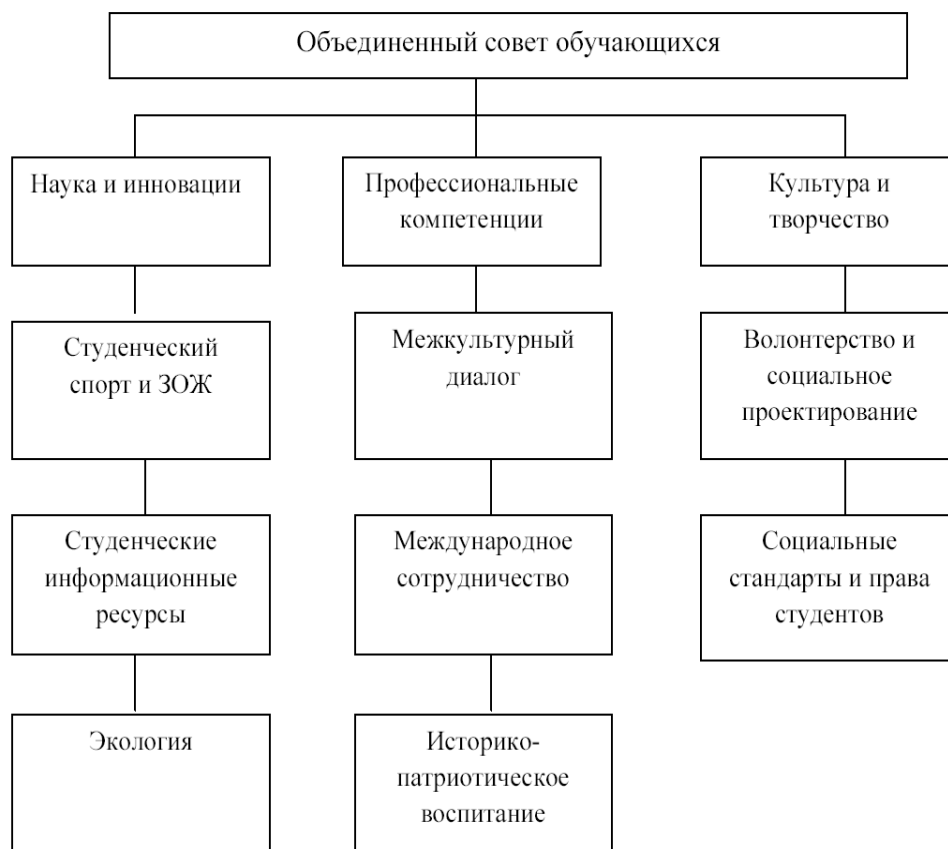 Объединенный совет обучающихся
Наука и инновации
Профессиональные
компетенции
Культура и
творчество
Студенческий
спорт и ЗОЖ
Межкультурный
диалог
Волонтерство и
социальное
проектирование
Студенческие
информационные
ресурсы
Международное
сотрудничество
Социальные
стандарты и права
студентов
Экология
Историко-
патриотическое
воспитание